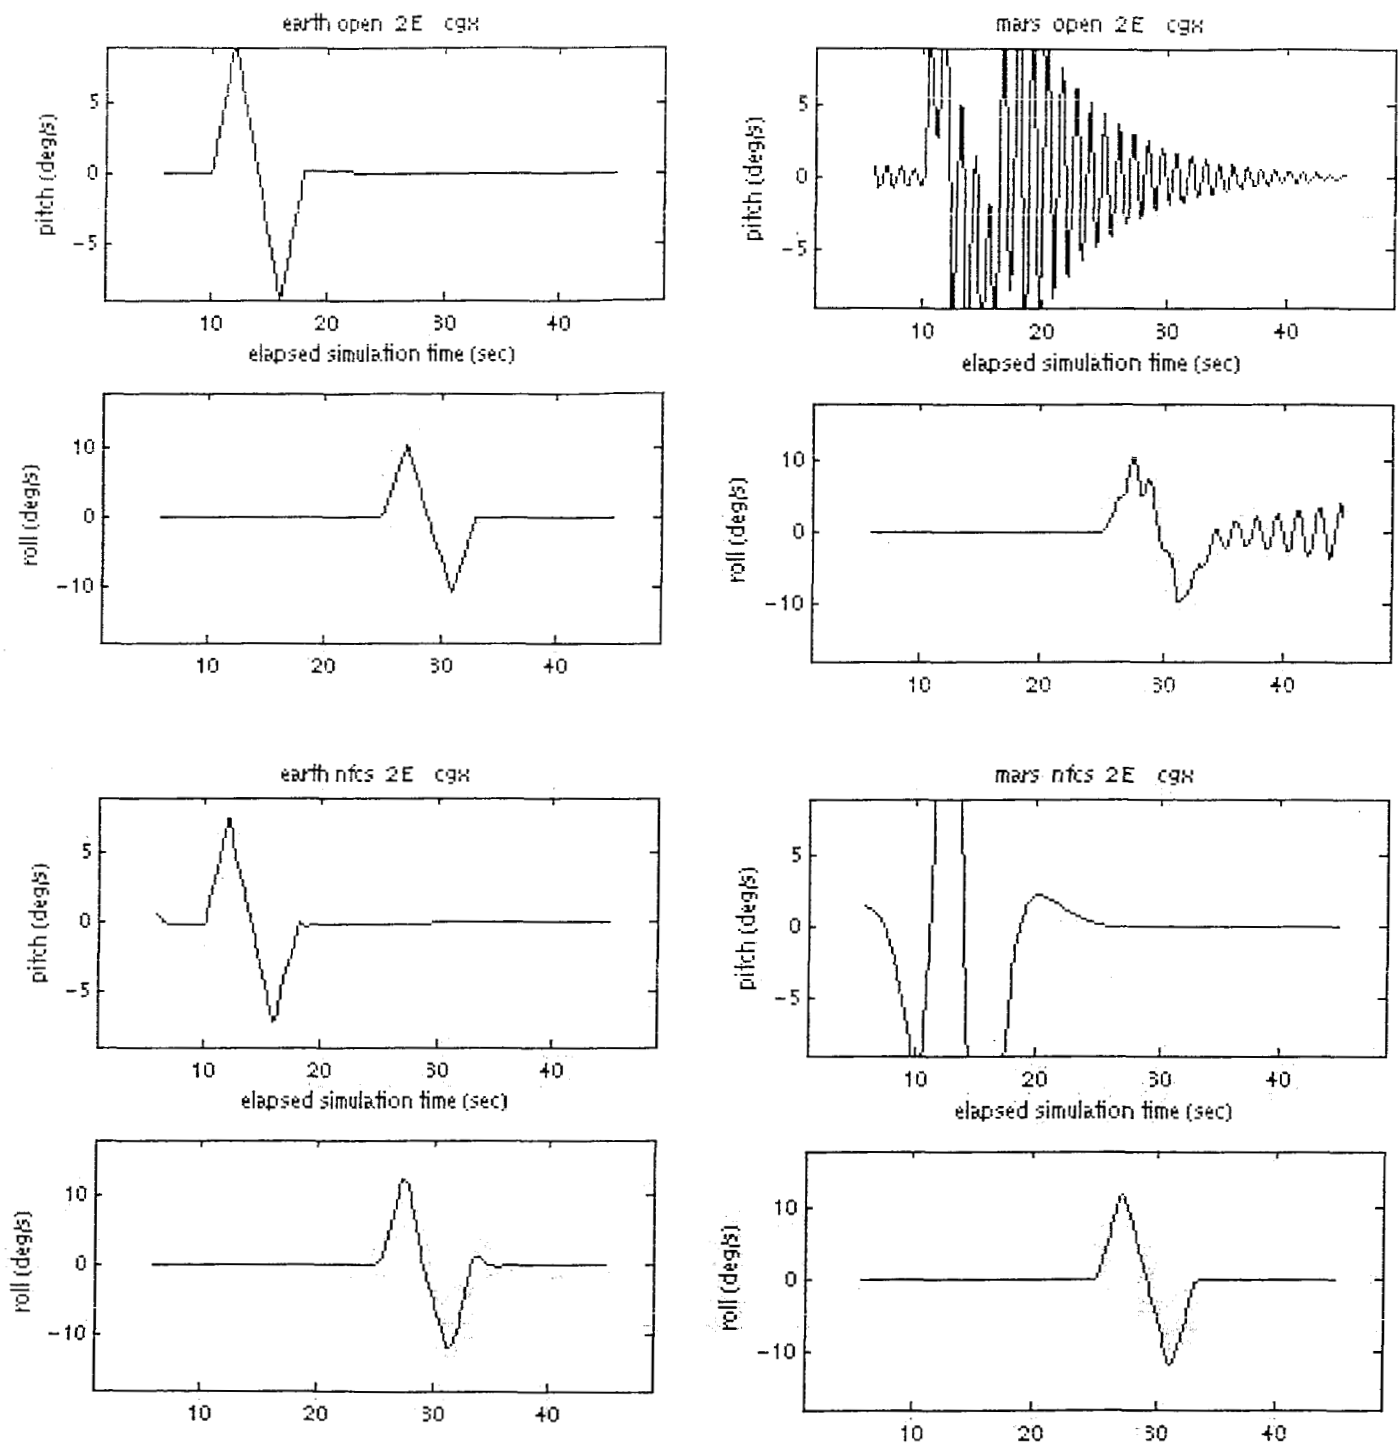 earth open 2E cgx
5
0
-5
pitch (deg/s)
10 20 30 40
elapsed simulation time (sec)
10
0
-10
roll (deg/s)
10 20 30 40
mars open 2E cgx
5
0
-5
pitch (deg/s)
10 20 30 40
elapsed simulation time (sec)
10
0
-10
roll (deg/s)
10 20 30 40
earth nfcs 2E cgx
5
0
-5
pitch (deg/s)
10 20 30 40
elapsed simulation time (sec)
10
0
-10
roll (deg/s)
10 20 30 40
mars nfcs 2E cgx
5
0
-5
pitch (deg/s)
10 20 30 40
elapsed simulation time (sec)
10
0
-10
roll (deg/s)
10 20 30 40